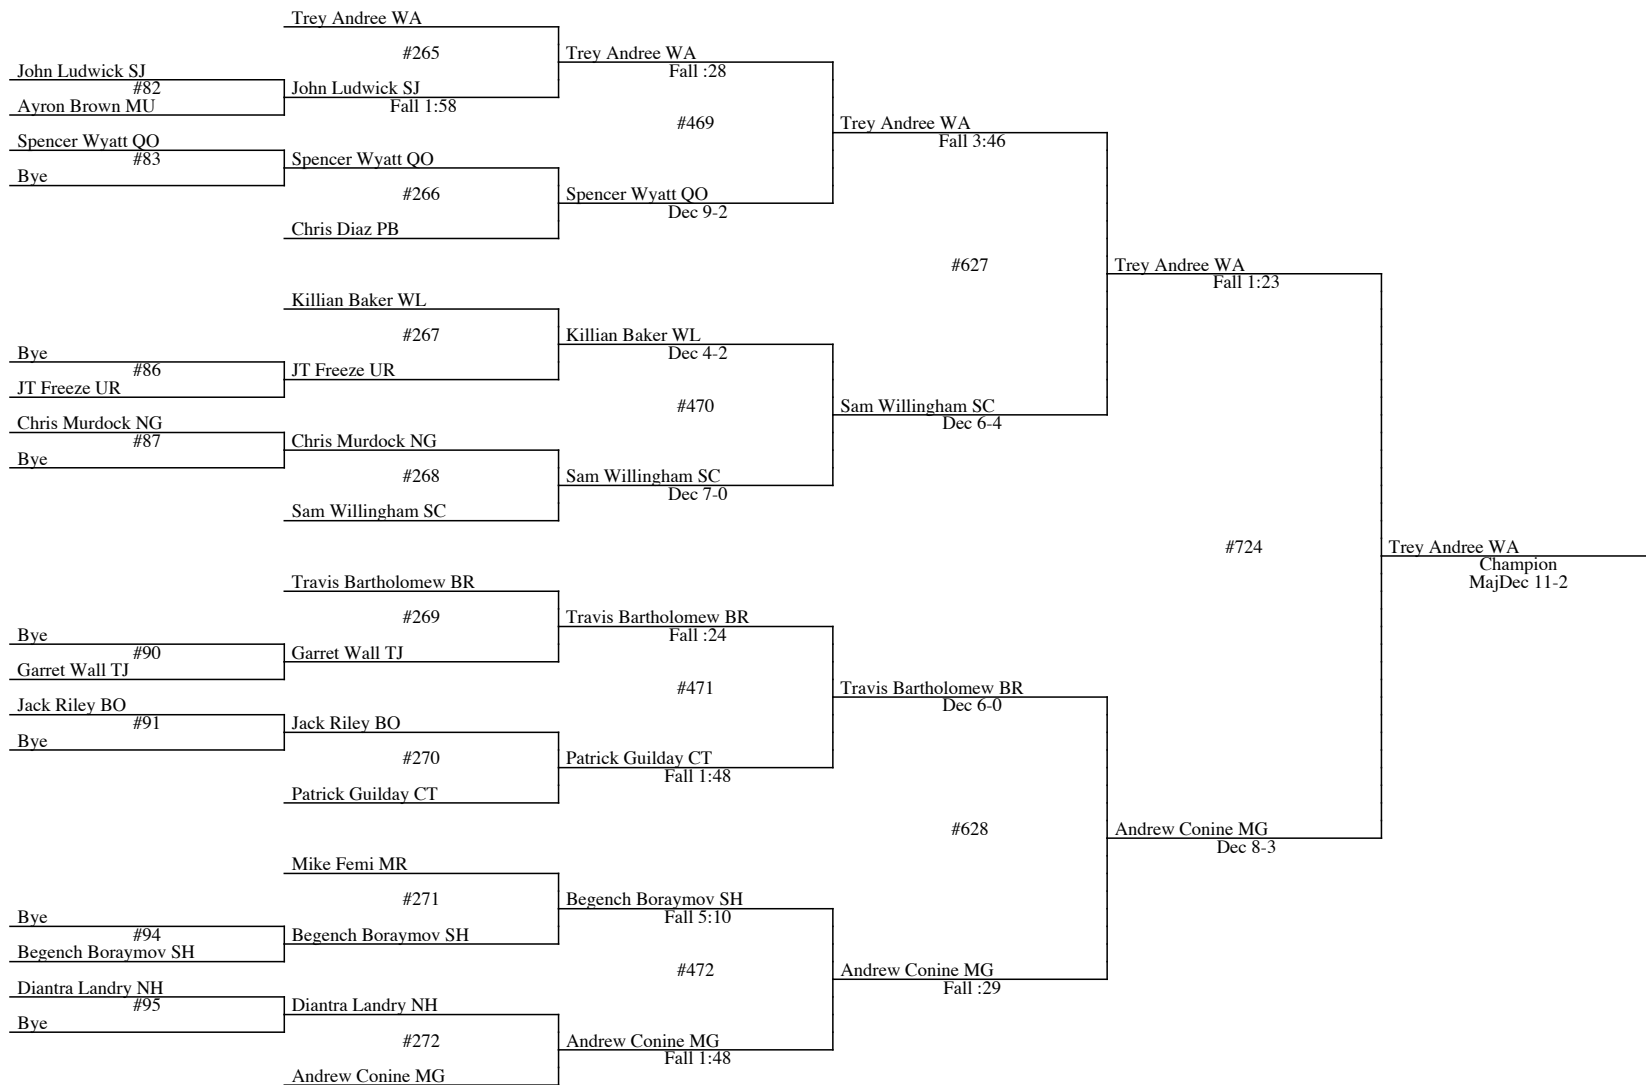 Trey Andree WA
#265
Trey Andree WA
Fall :28
John Ludwick SJ
#82
Ayron Brown MU
John Ludwick SJ
Fall 1:58
#469
Trey Andree WA
Fall 3:46
Spencer Wyatt QO
#83
Bye
Spencer Wyatt QO
#266
Spencer Wyatt QO
Dec 9-2
Chris Diaz PB
#627
Trey Andree WA
Fall 1:23
Killian Baker WL
#267
Killian Baker WL
Dec 4-2
Bye
#86
JT Freeze UR
JT Freeze UR
#470
Sam Willingham SC
Dec 6-4
Chris Murdock NG
#87
Bye
Chris Murdock NG
#268
Sam Willingham SC
Dec 7-0
Sam Willingham SC
#724
Trey Andree WA
Champion
MajDec 11-2
Travis Bartholomew BR
#269
Travis Bartholomew BR
Fall :24
Bye
#90
Garret Wall TJ
Garret Wall TJ
#471
Travis Bartholomew BR
Dec 6-0
Jack Riley BO
#91
Bye
Jack Riley BO
#270
Patrick Guilday CT
Fall 1:48
Patrick Guilday CT
#628
Andrew Conine MG
Dec 8-3
Mike Femi MR
#271
Begench Boraymov SH
Fall 5:10
Bye
#94
Begench Boraymov SH
Begench Boraymov SH
#472
Andrew Conine MG
Fall :29
Diantra Landry NH
#95
Bye
Diantra Landry NH
#272
Andrew Conine MG
Fall 1:48
Andrew Conine MG